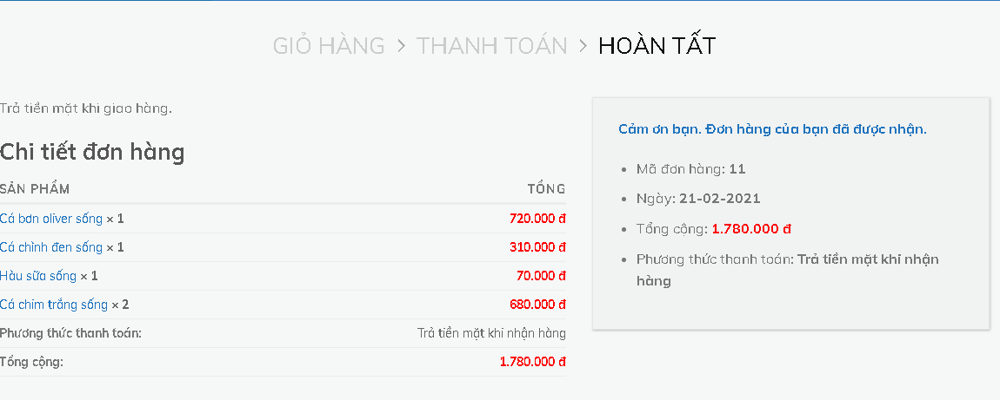 GIỎ HÀNG > THANH TOÁN > HOÀN TẤT
Trả tiền mặt khi giao hàng.
Chi tiết đơn hàng
SẢN PHẨM TỔNG
Cá bơn oliver sống × 1 720.000 đ
Cá chình đen sống × 1 310.000 đ
Hàu sữa sống × 1 70.000 đ
Cá chim trắng sống × 2 680.000 đ
Phương thức thanh toán: Trả tiền mặt khi nhận hàng
Tổng cộng: 1.780.000 đ
Cảm ơn bạn. Đơn hàng của bạn đã được nhận.
• Mã đơn hàng: 11
• Ngày: 21-02-2021
• Tổng cộng: 1.780.000 đ
• Phương thức thanh toán: Trả tiền mặt khi nhận
hàng